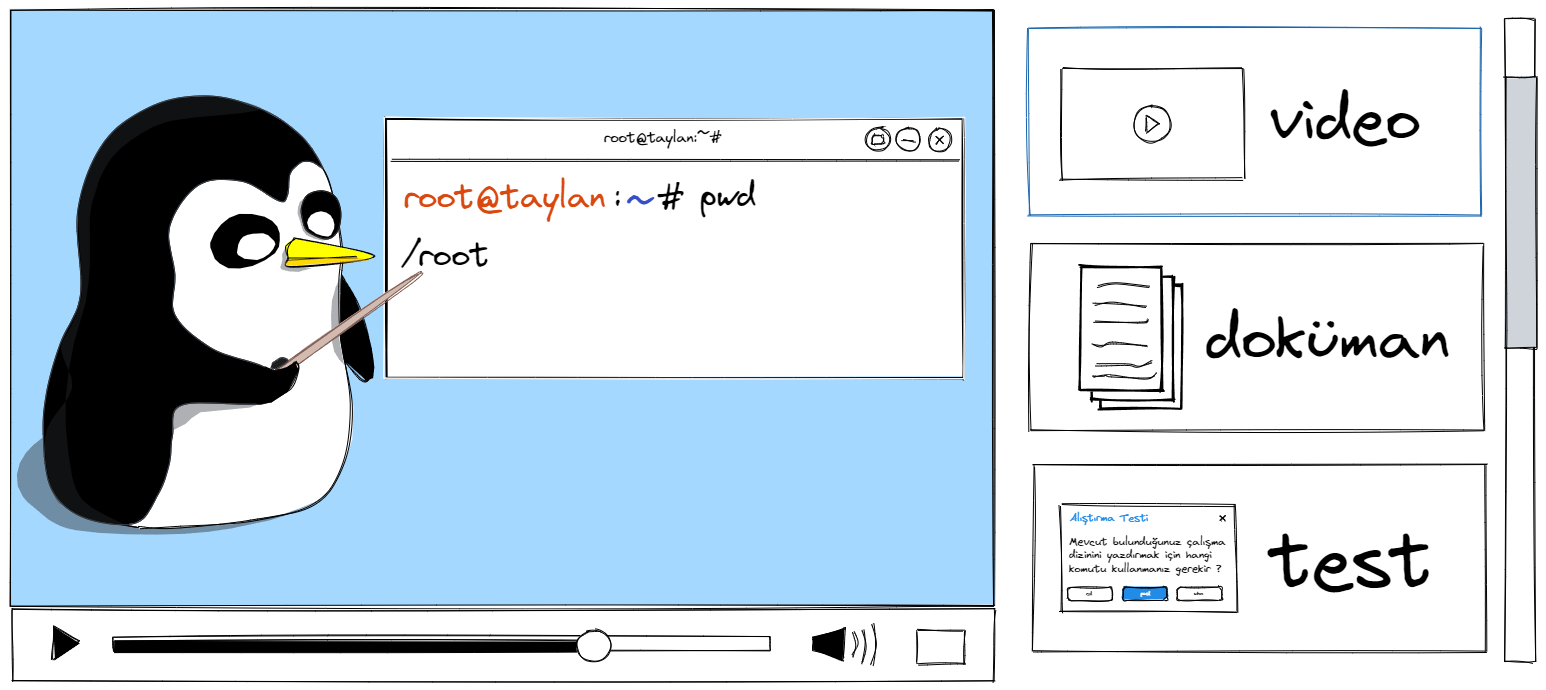 root@taylan:~#
root@taylan:~# pwd
/root
video
doküman
Alıştırma Testi
Mevcut bulunduğunuz çalışma
dizinini yazdırmak için hangi
komutu kullanmanız gerekir ?
cd
pwd
test